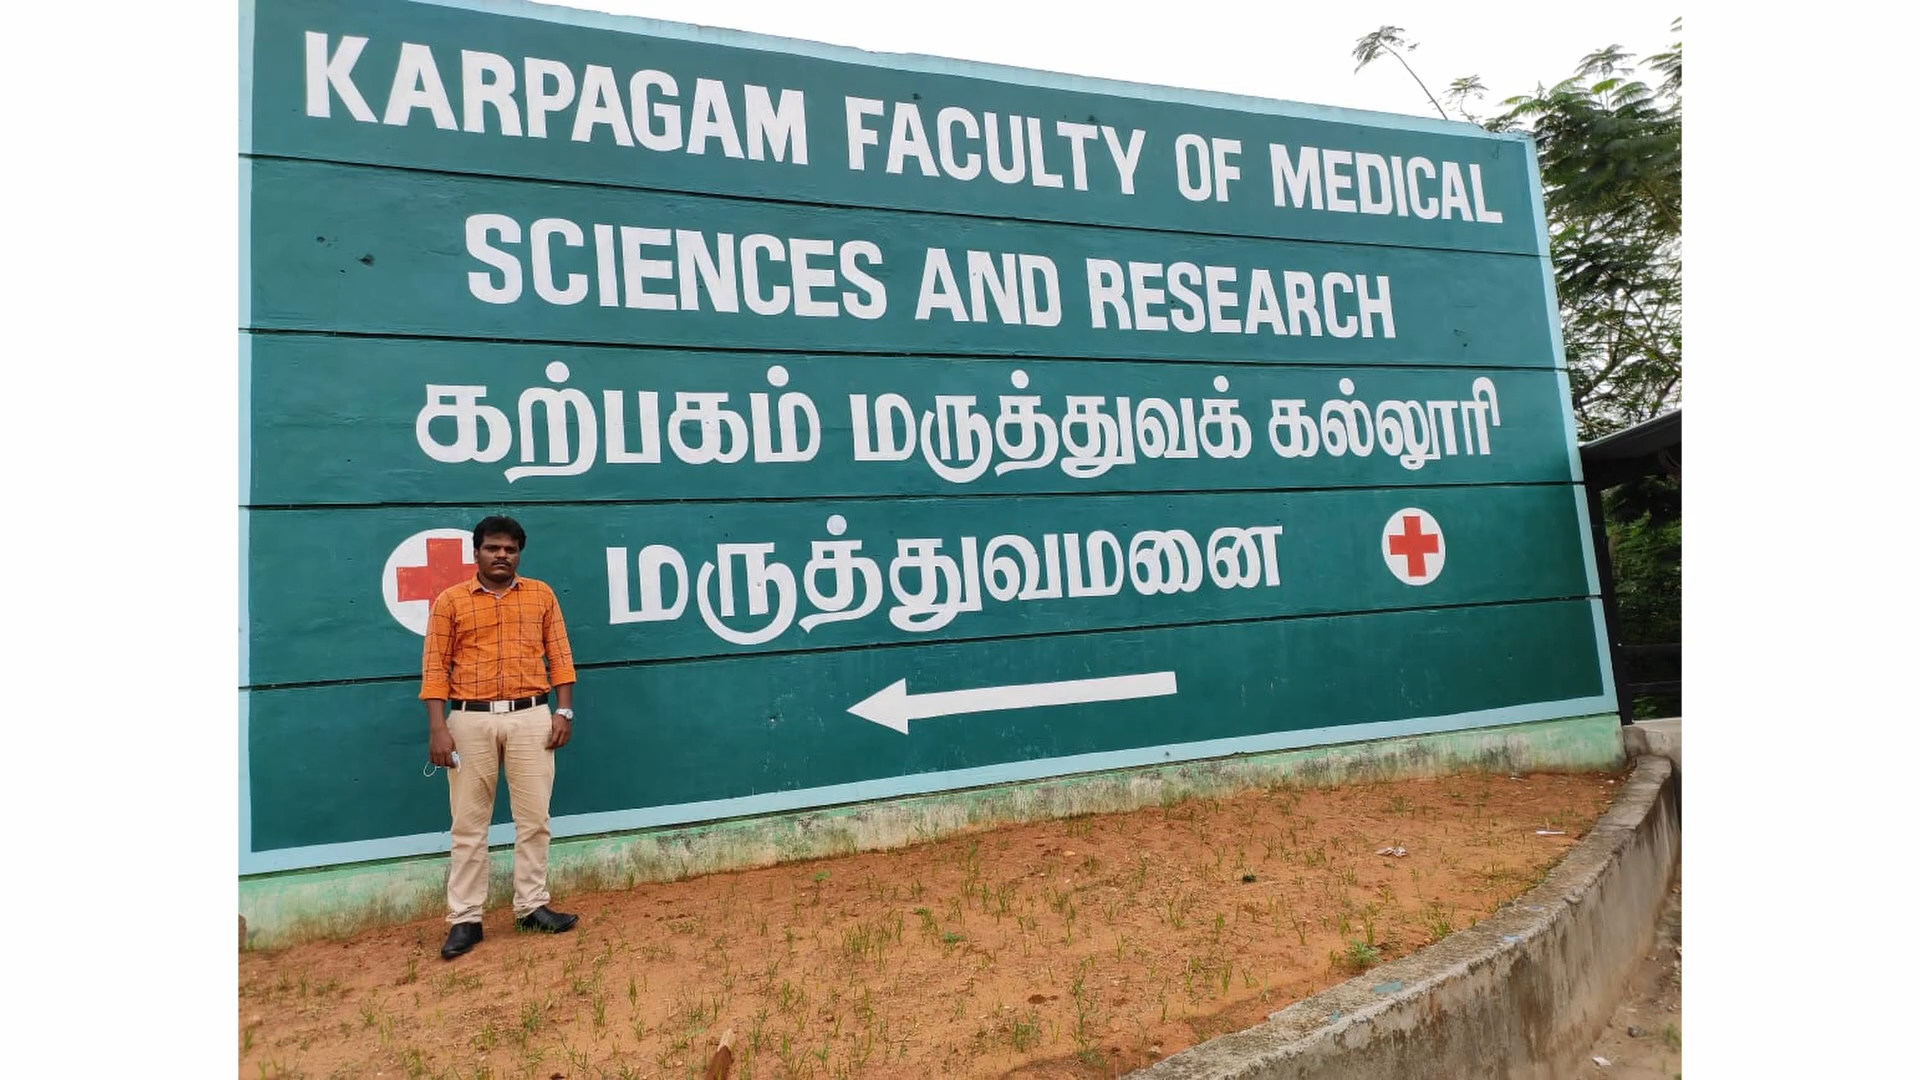 KARPAGAM FACULTY OF MEDICAL
SCIENCES AND RESEARCH
கற்பகம் மருத்துவக் கல்லூரி
மருத்துவமனை